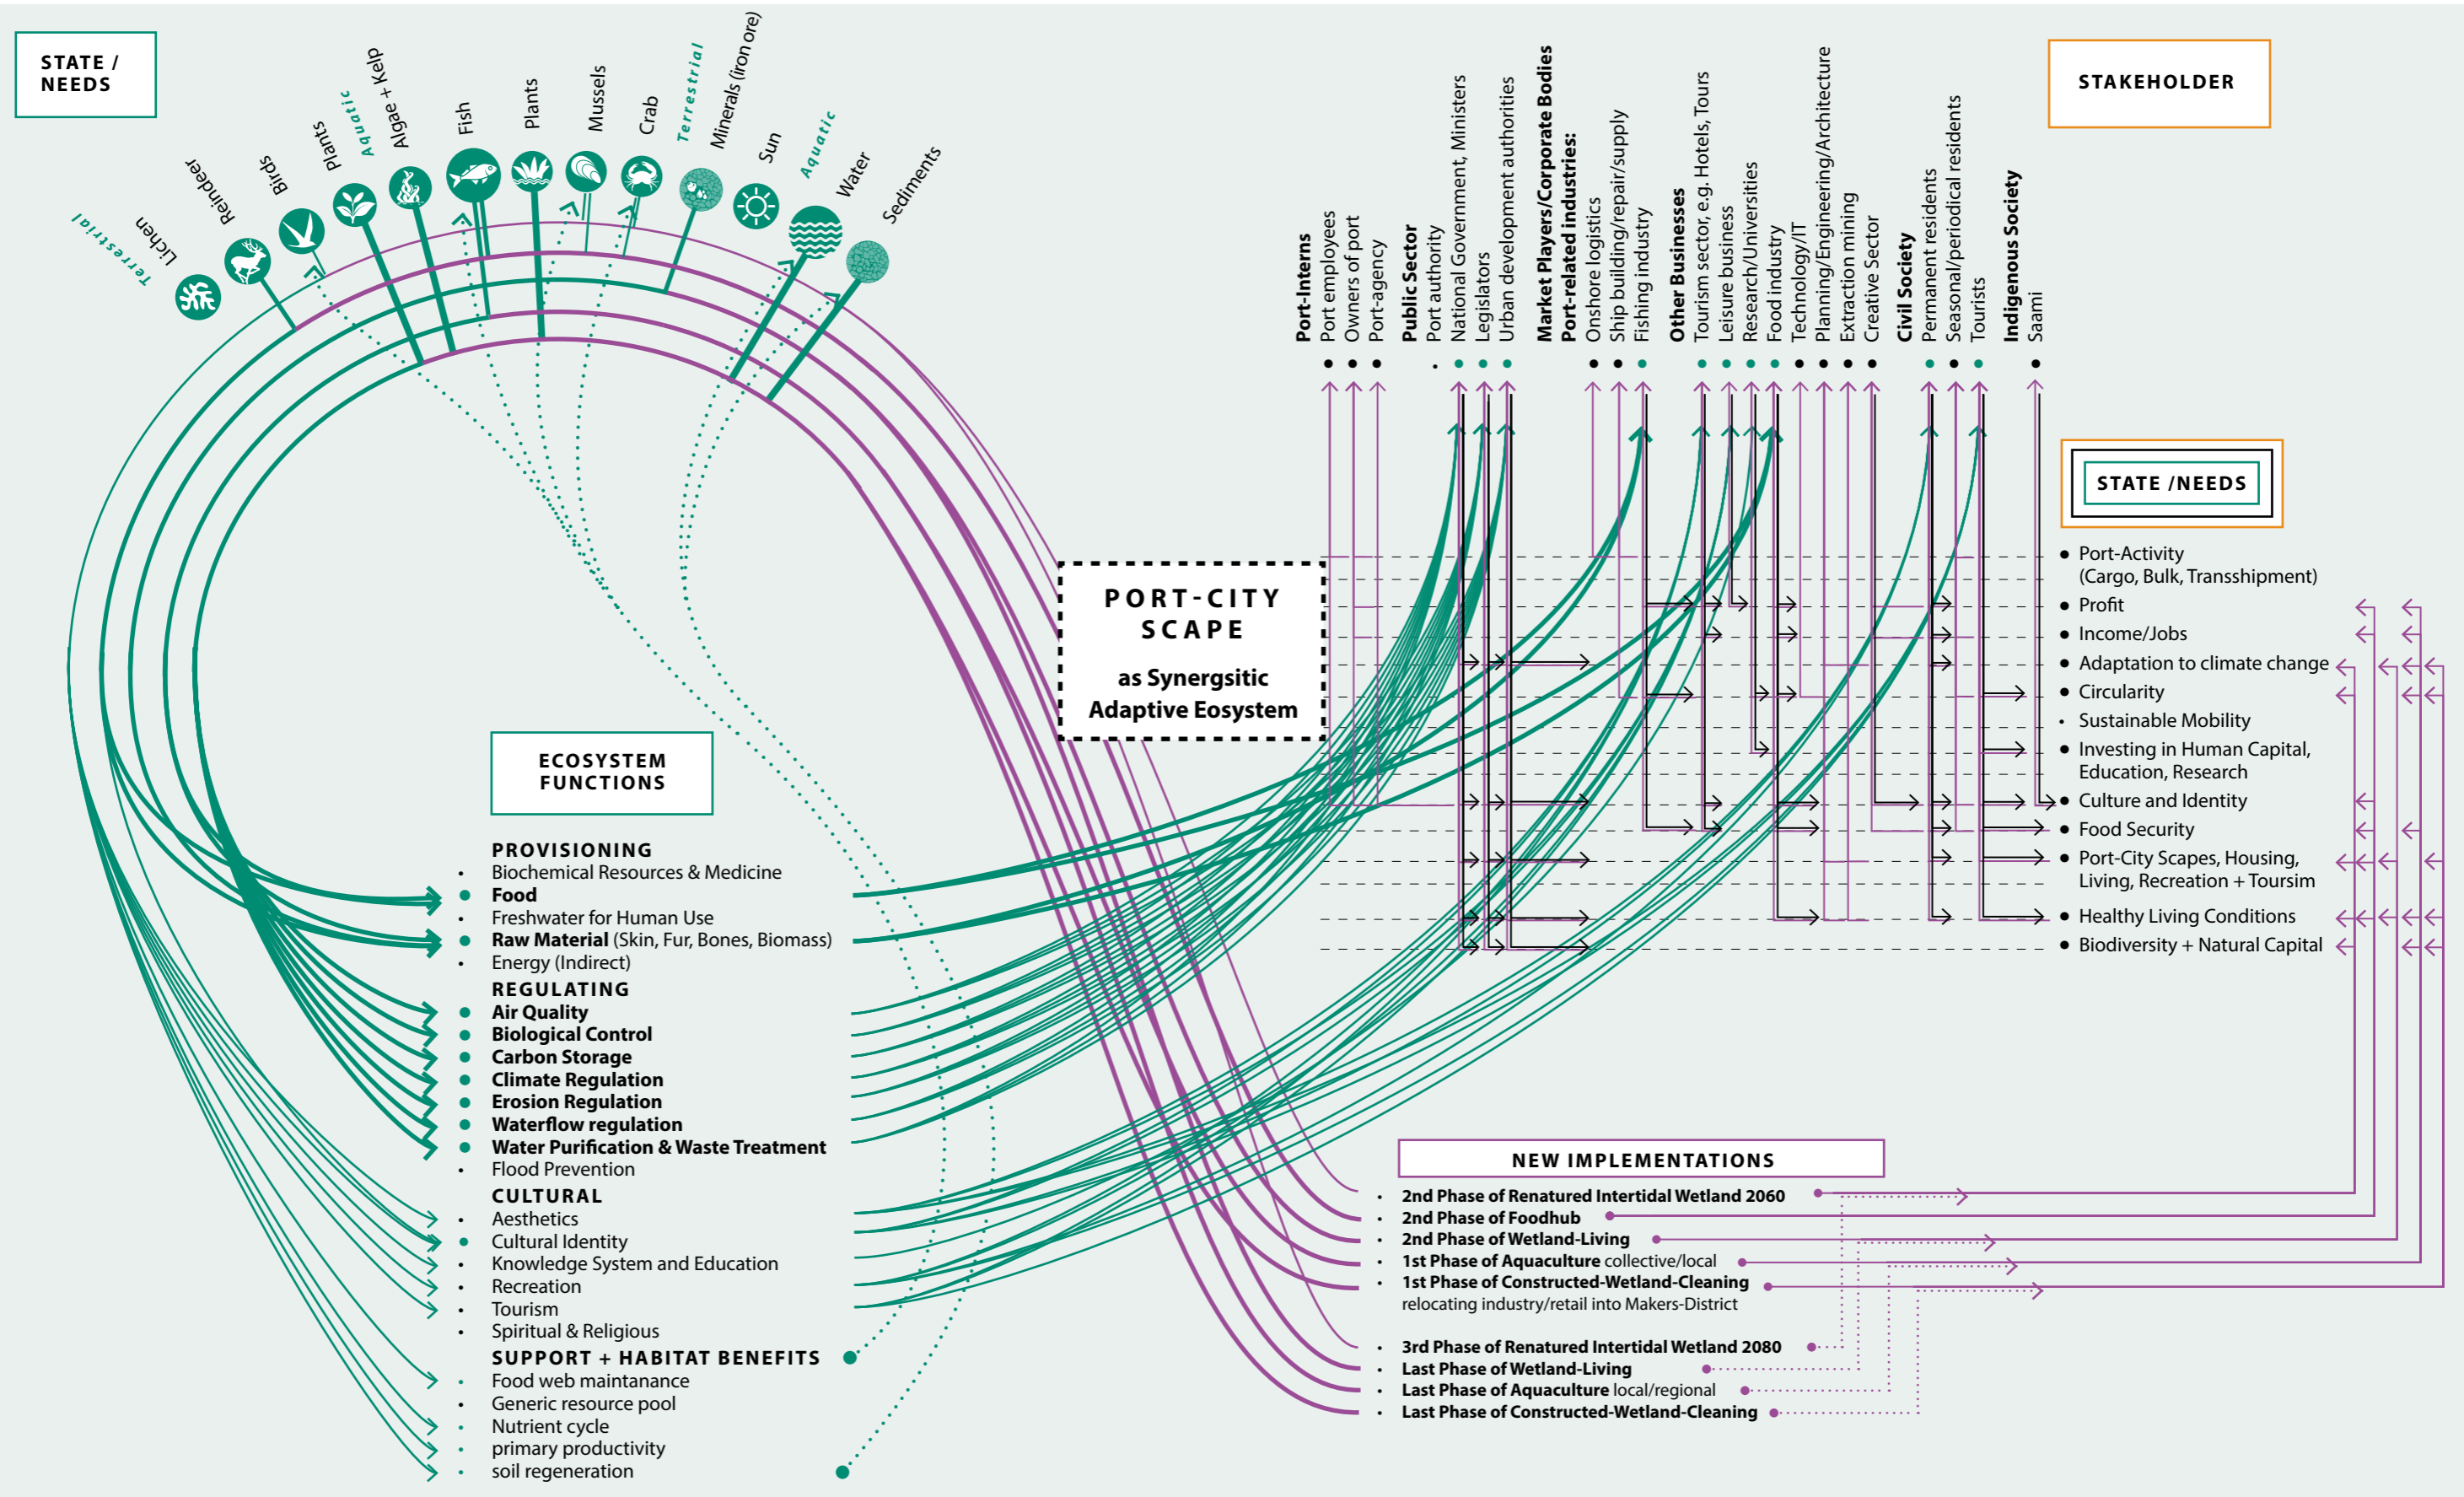 STATE /
NEEDS
Terrestrial
Lichen
Reindeer
Birds
Plants
Aquatic
Algae + Kelp
Fish
Plants
Mussels
Crab
Terrestrial
Minerals (iron ore)
Sun
Aquatic
Water
Sediments
Port-Interns
Port employees
Owners of port
Port-agency
Public Sector
Port authority
National Government, Ministers
Legislators
Urban development authorities
Market Players/Corporate Bodies
Port-related industries:
Onshore logistics
Ship building/repair/supply
Fishing industry
Other Businesses
Tourism sector, e.g. Hotels, Tours
Leisure business
Research/Universities
Food industry
Technology/IT
Planning/Engineering/Architecture
Extraction mining
Creative Sector
Civil Society
Permanent residents
Seasonal/periodical residents
Tourists
Indigenous Society
Saami
STAKEHOLDER
STATE /NEEDS
Port-Activity
(Cargo, Bulk, Transshipment)
Profit
Income/Jobs
Adaptation to climate change
Circularity
Sustainable Mobility
Investing in Human Capital,
Education, Research
Culture and Identity
Food Security
Port-City Scapes, Housing,
Living, Recreation + Toursim
Healthy Living Conditions
Biodiversity + Natural Capital
PORT-CITY
SCAPE
as Synergsitic
Adaptive Eosystem
ECOSYSTEM
FUNCTIONS
PROVISIONING
Biochemical Resources & Medicine
Food
Freshwater for Human Use
Raw Material (Skin, Fur, Bones, Biomass)
Energy (Indirect)
REGULATING
Air Quality
Biological Control
Carbon Storage
Climate Regulation
Erosion Regulation
Waterflow regulation
Water Purification & Waste Treatment
Flood Prevention
CULTURAL
Aesthetics
Cultural Identity
Knowledge System and Education
Recreation
Tourism
Spiritual & Religious
SUPPORT + HABITAT BENEFITS
Food web maintanance
Generic resource pool
Nutrient cycle
primary productivity
soil regeneration
NEW IMPLEMENTATIONS
2nd Phase of Renatured Intertidal Wetland 2060
2nd Phase of Foodhub
2nd Phase of Wetland-Living
1st Phase of Aquaculture collective/local
1st Phase of Constructed-Wetland-Cleaning
relocating industry/retail into Makers-District
3rd Phase of Renatured Intertidal Wetland 2080
Last Phase of Wetland-Living
Last Phase of Aquaculture local/regional
Last Phase of Constructed-Wetland-Cleaning